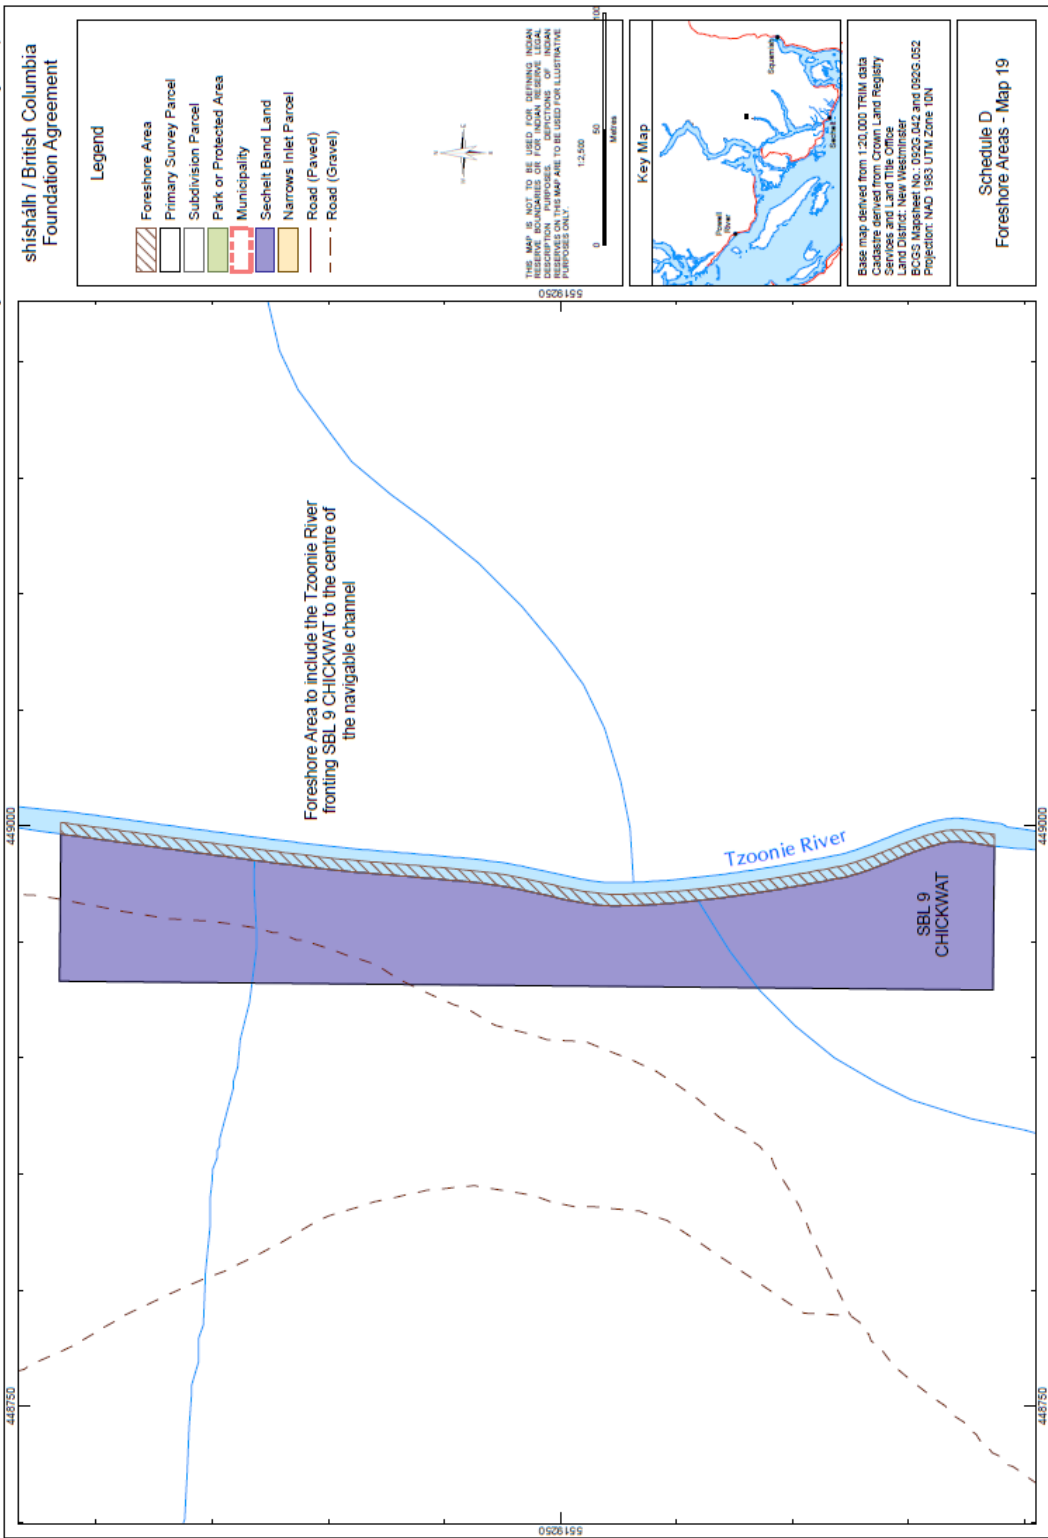 shíshálh / British Columbia
Foundation Agreement
Legend
Foreshore Area
Primary Survey Parcel
Subdivision Parcel
Park or Protected Area
Municipality
Sechelt Band Land
Narrows Inlet Parcel
Road (Paved)
Road (Gravel)
THIS MAP IS NOT TO BE USED FOR DEFINING INDIAN
RESERVE BOUNDARIES OR FOR INDIAN RESERVE LEGAL
DESCRIPTION PURPOSES. DEPICTIONS OF INDIAN
RESERVES ON THIS MAP ARE TO BE USED FOR ILLUSTRATIVE
PURPOSES ONLY.
1:2,500
0 50 100
Metres
Key Map
Powell
River
Squamish
Sechelt
Base map derived from 1:20,000 TRIM data
Cadastre derived from Crown Land Registry
Services and Land Title Office
Land District: New Westminster
BCGS Mapsheet No.: 092G.042 and 092G.052
Projection: NAD 1983 UTM Zone 10N
Schedule D
Foreshore Areas - Map 19
Foreshore Area to include the Tzoonie River
fronting SBL 9 CHICKWAT to the centre of
the navigable channel
Tzoonie River
SBL 9
CHICKWAT
448750
449000
448750
449000
5519250
5519250